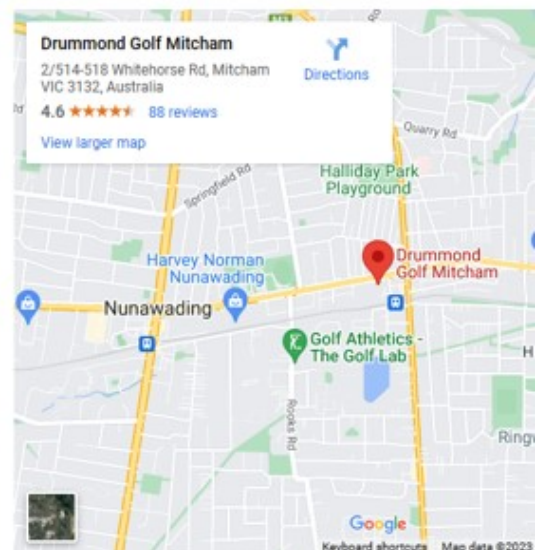 Drummond Golf Mitcham
2/514-518 Whitehorse Rd, Mitcham
VIC 3132, Australia
4.6
88 reviews
View larger map
Directions
Quarry Rd
Halliday Park
Playground
Springfield Rd
Harvey Norman
Nunawading
Drummond
Golf Mitcham
Nunawading
Golf Athletics -
The Golf Lab
H
Rooks Rd
Ringw
Google
Keyboard shortcuts
Map data ©2023